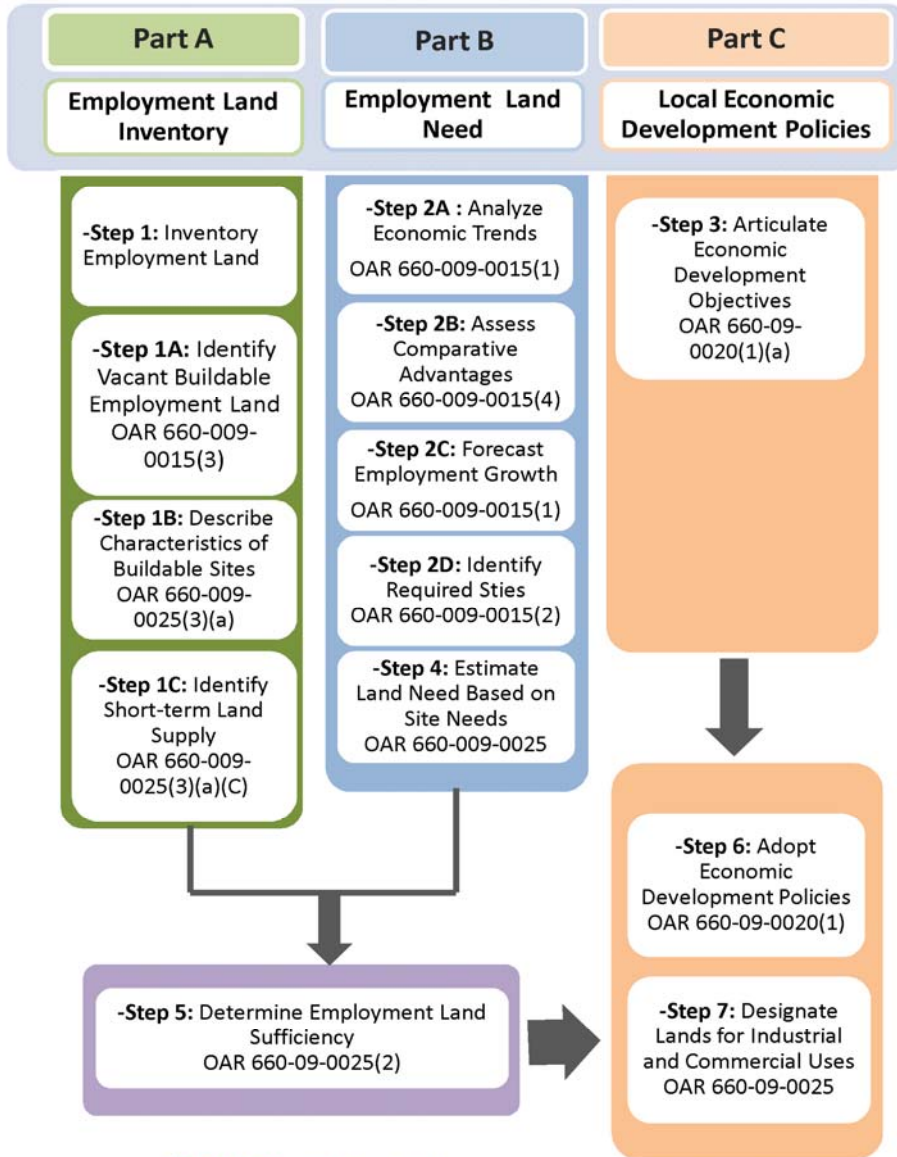 Part A
Employment Land
Inventory
-Step 1: Inventory
Employment Land
-Step 1A: Identify
Vacant Buildable
Employment Land
OAR 660-009-
0015(3)
-Step 1B: Describe
Characteristics of
Buildable Sites
OAR 660-009-
0025(3)(a)
-Step 1C: Identify
Short-term Land
Supply
OAR 660-009-
0025(3)(a)(C)
Part B
Employment Land
Need
-Step 2A : Analyze
Economic Trends
OAR 660-009-0015(1)
-Step 2B: Assess
Comparative
Advantages
OAR 660-009-0015(4)
-Step 2C: Forecast
Employment Growth
OAR 660-009-0015(1)
-Step 2D: Identify
Required Sties
OAR 660-009-0015(2)
-Step 4: Estimate
Land Need Based on
Site Needs
OAR 660-009-0025
Part C
Local Economic
Development Policies
-Step 3: Articulate
Economic
Development
Objectives
OAR 660-09-
0020(1)(a)
-Step 5: Determine Employment Land
Sufficiency
OAR 660-09-0025(2)
-Step 6: Adopt
Economic
Development Policies
OAR 660-09-0020(1)
-Step 7: Designate
Lands for Industrial
and Commercial Uses
OAR 660-09-0025